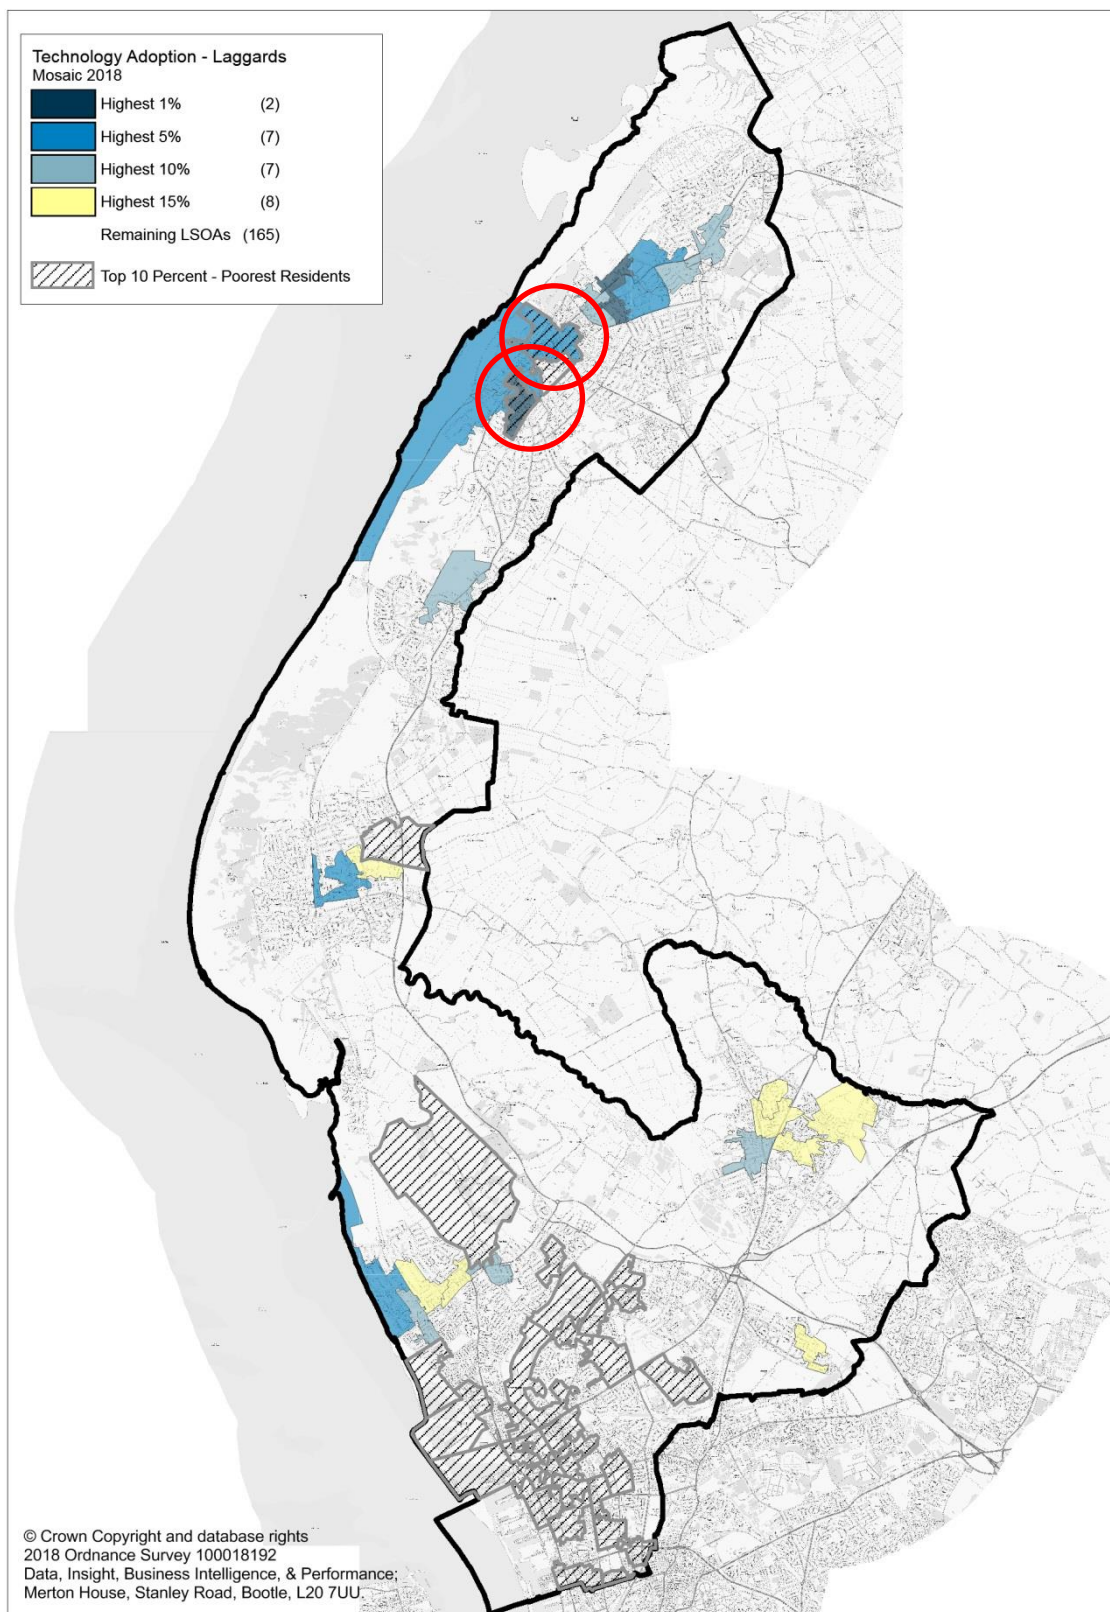 Technology Adoption - Laggards
Mosaic 2018
Highest 1% (2)
Highest 5% (7)
Highest 10% (7)
Highest 15% (8)
Remaining LSOAs (165)
Top 10 Percent - Poorest Residents
© Crown Copyright and database rights
2018 Ordnance Survey 100018192
Data, Insight, Business Intelligence, & Performance;
Merton House, Stanley Road, Bootle, L20 7UU.